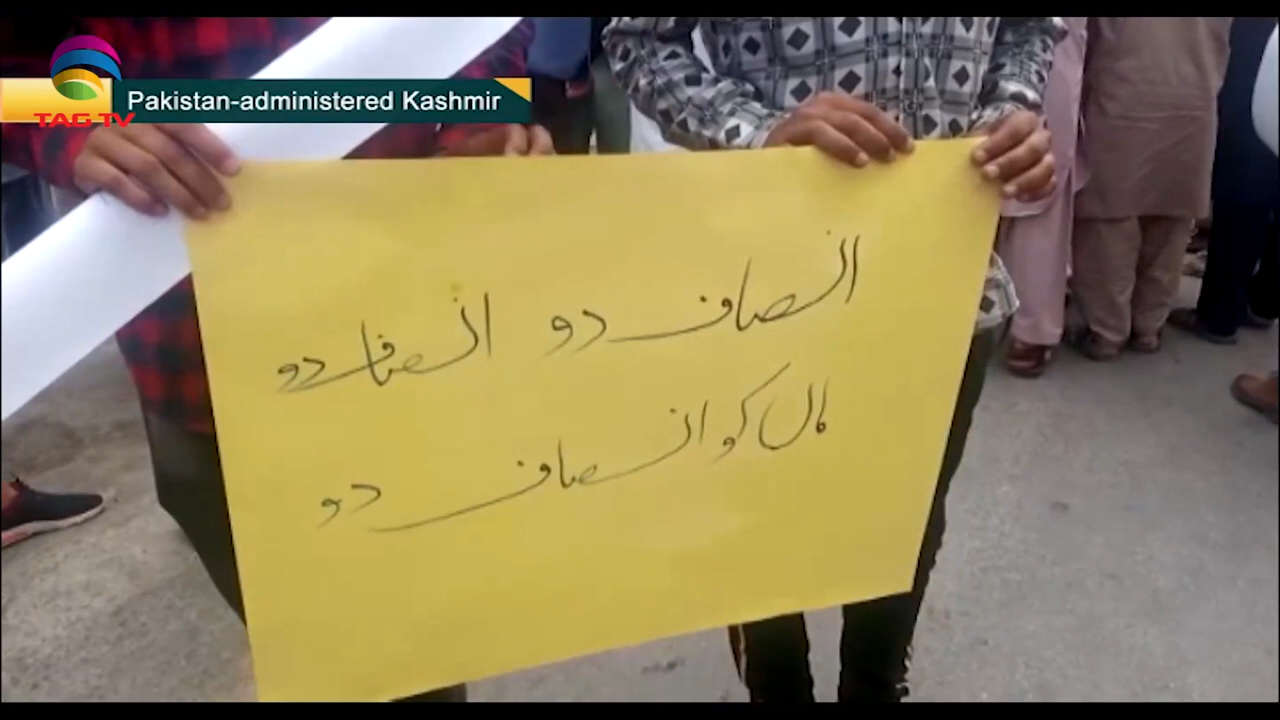 Pakistan-administered Kashmir
TAG TV
انصاف دو انصاف دو
ماں کو انصاف دو